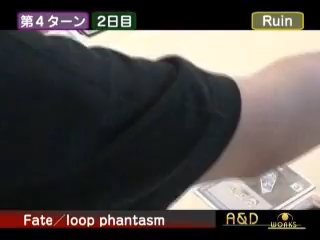 第4ターン 2日目 Ruin
Fate／loop phantasm A&D WORKS